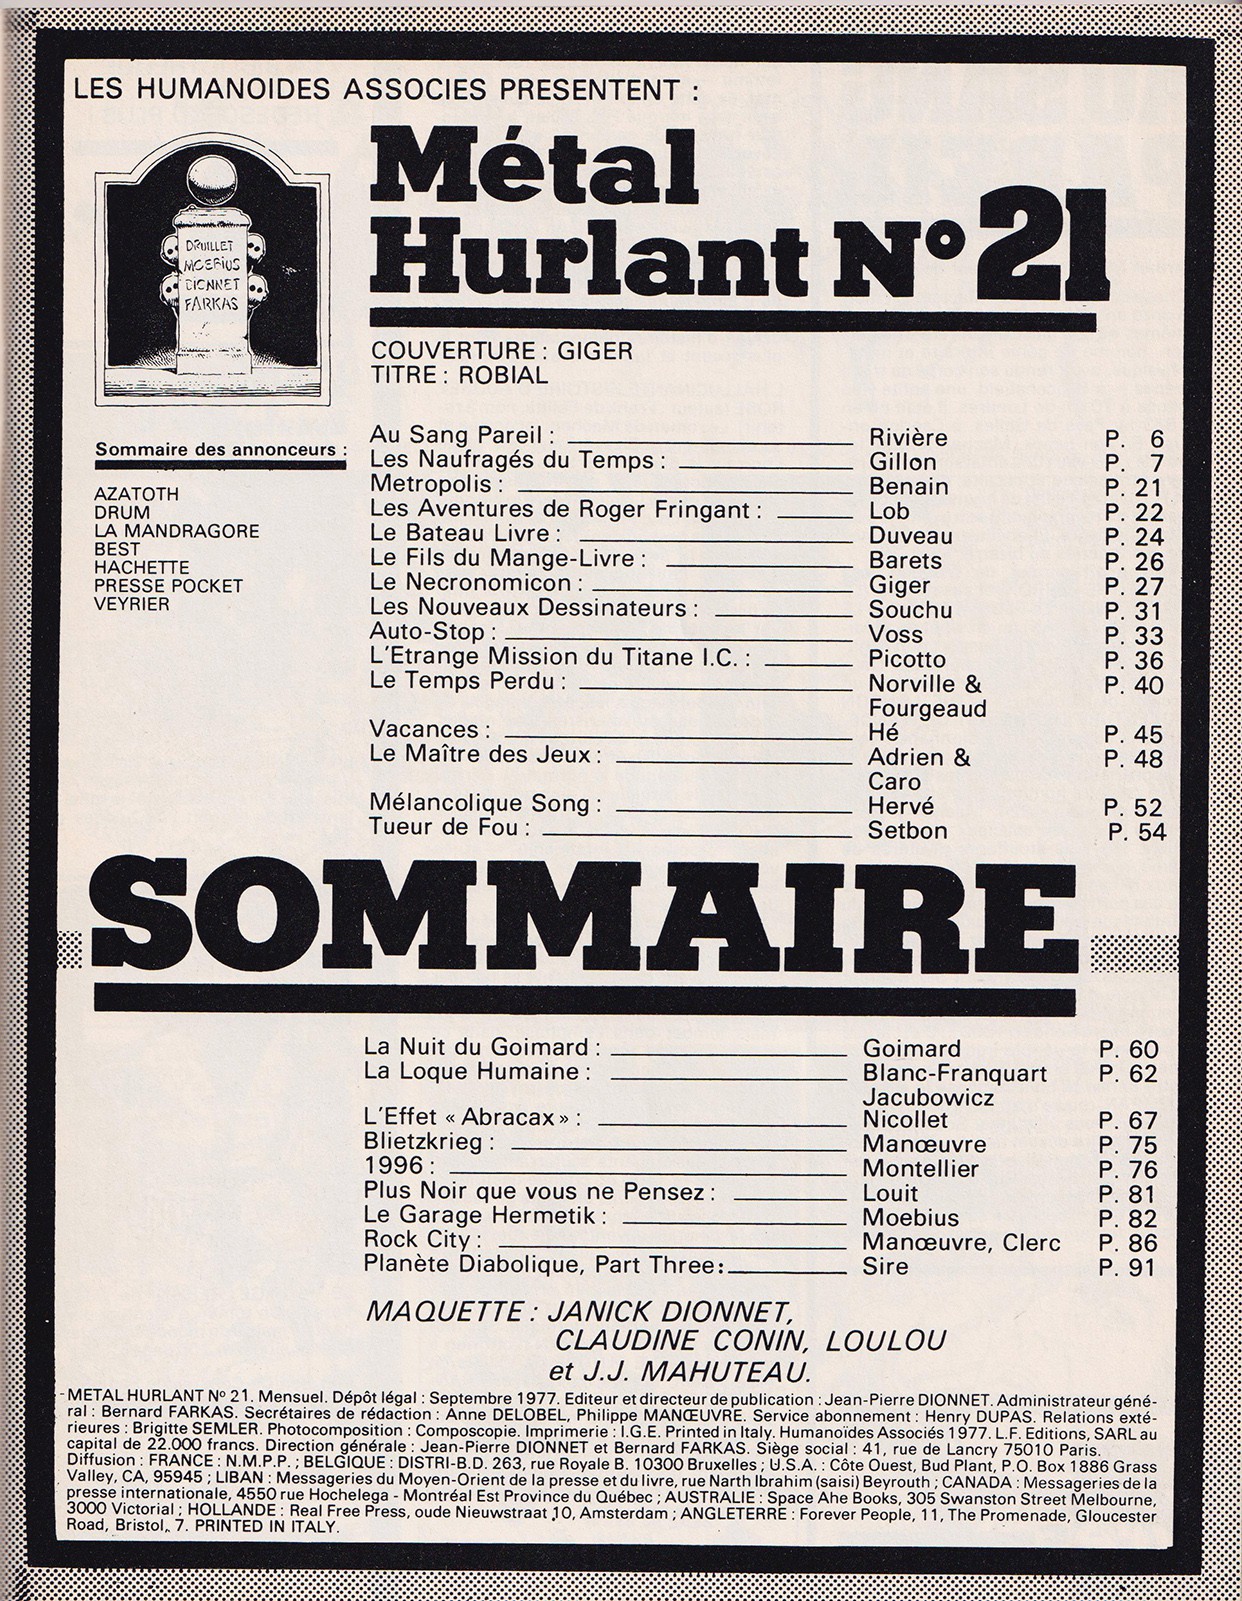 LES HUMANOIDES ASSOCIES PRESENTENT :
Métal
Hurlant N° 21
DRUILLET
MOEBIUS
DIONNET
FARKAS
COUVERTURE : GIGER
TITRE : ROBIAL
Sommaire des annonceurs :
AZATOTH
DRUM
LA MANDRAGORE
BEST
HACHETTE
PRESSE POCKET
VEYRIER
Au Sang Pareil : Rivière P. 6
Les Naufragés du Temps : Gillon P. 7
Metropolis : Benain P. 21
Les Aventures de Roger Fringant : Lob P. 22
Le Bateau Livre : Duveau P. 24
Le Fils du Mange-Livre : Barets P. 26
Le Necronomicon : Giger P. 27
Les Nouveaux Dessinateurs : Souchu P. 31
Auto-Stop : Voss P. 33
L'Etrange Mission du Titane I.C. : Picotto P. 36
Le Temps Perdu : Norville & P. 40
Fourgeaud
Vacances : Hé P. 45
Le Maître des Jeux : Adrien & P. 48
Caro
Mélancolique Song : Hervé P. 52
Tueur de Fou : Setbon P. 54
SOMMAIRE
La Nuit du Goimard : Goimard P. 60
La Loque Humaine : Blanc-Franquart P. 62
Jacubowicz
L'Effet « Abracax » : Nicollet P. 67
Blietzkrieg : Manœuvre P. 75
1996 : Montellier P. 76
Plus Noir que vous ne Pensez : Louit P. 81
Le Garage Hermetik : Moebius P. 82
Rock City : Manœuvre, Clerc P. 86
Planète Diabolique, Part Three : Sire P. 91
MAQUETTE : JANICK DIONNET,
CLAUDINE CONIN, LOULOU
et J.J. MAHUTEAU.
- METAL HURLANT N° 21. Mensuel. Dépôt légal : Septembre 1977. Editeur et directeur de publication : Jean-Pierre DIONNET. Administrateur géné-
ral : Bernard FARKAS. Secrétaires de rédaction : Anne DELOBEL, Philippe MANŒUVRE. Service abonnement : Henry DUPAS. Relations exté-
rieures : Brigitte SEMLER. Photocomposition : Composcopie. Imprimerie : I.G.E. Printed in Italy. Humanoïdes Associés 1977. L.F. Editions, SARL au
capital de 22.000 francs. Direction générale : Jean-Pierre DIONNET et Bernard FARKAS. Siège social : 41, rue de Lancry 75010 Paris.
Diffusion : FRANCE : N.M.P.P. ; BELGIQUE : DISTRI-B.D. 263, rue Royale B. 10300 Bruxelles ; U.S.A. : Côte Ouest, Bud Plant, P.O. Box 1886 Grass
Valley, CA, 95945 ; LIBAN : Messageries du Moyen-Orient de la presse et du livre, rue Narth Ibrahim (saisi) Beyrouth ; CANADA : Messageries de la
presse internationale, 4550 rue Hochelega - Montréal Est Province du Québec ; AUSTRALIE : Space Ahe Books, 305 Swanston Street Melbourne,
3000 Victorial ; HOLLANDE : Real Free Press, oude Nieuwstraat 10, Amsterdam ; ANGLETERRE : Forever People, 11, The Promenade, Gloucester
Road, Bristol, 7. PRINTED IN ITALY.